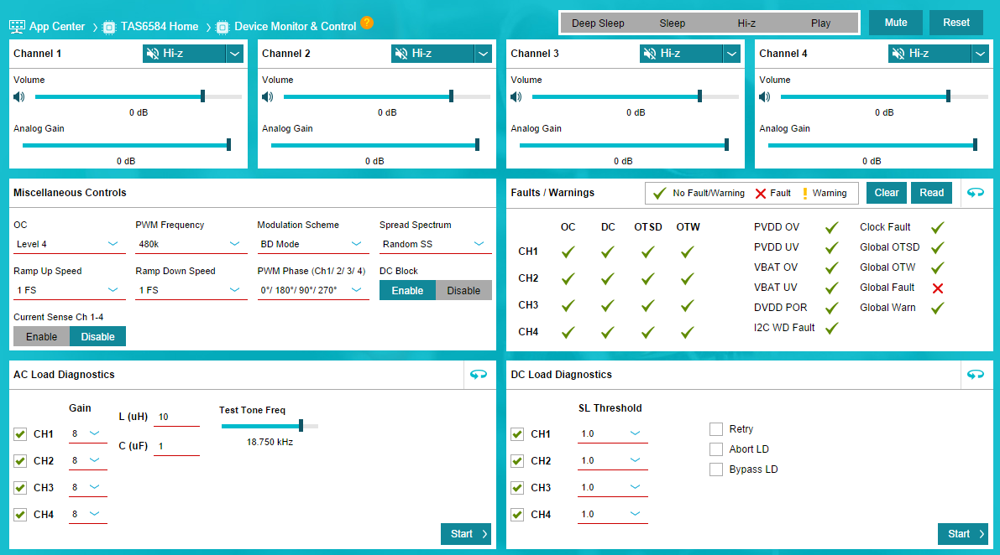 App Center > TAS6584 Home > Device Monitor & Control ?
Deep Sleep Sleep Hi-z Play Mute Reset
Channel 1 Hi-z
Volume
0 dB
Analog Gain
0 dB
Channel 2 Hi-z
Volume
0 dB
Analog Gain
0 dB
Channel 3 Hi-z
Volume
0 dB
Analog Gain
0 dB
Channel 4 Hi-z
Volume
0 dB
Analog Gain
0 dB
Miscellaneous Controls
OC PWM Frequency Modulation Scheme Spread Spectrum
Level 4 480k BD Mode Random SS
Ramp Up Speed Ramp Down Speed PWM Phase (Ch1/ 2/ 3/ 4) DC Block
1 FS 1 FS 0°/ 180°/ 90°/ 270° Enable Disable
Current Sense Ch 1-4
Enable Disable
Faults / Warnings No Fault/Warning Fault Warning Clear Read
OC DC OTSD OTW
CH1
CH2
CH3
CH4
PVDD OV Clock Fault
PVDD UV Global OTSD
VBAT OV Global OTW
VBAT UV Global Fault
DVDD POR Global Warn
I2C WD Fault
AC Load Diagnostics
Gain
CH1 8
CH2 8
CH3 8
CH4 8
L (uH) 10
C (uF) 1
Test Tone Freq
18.750 kHz
Start >
DC Load Diagnostics
SL Threshold
CH1 1.0
CH2 1.0
CH3 1.0
CH4 1.0
Retry
Abort LD
Bypass LD
Start >